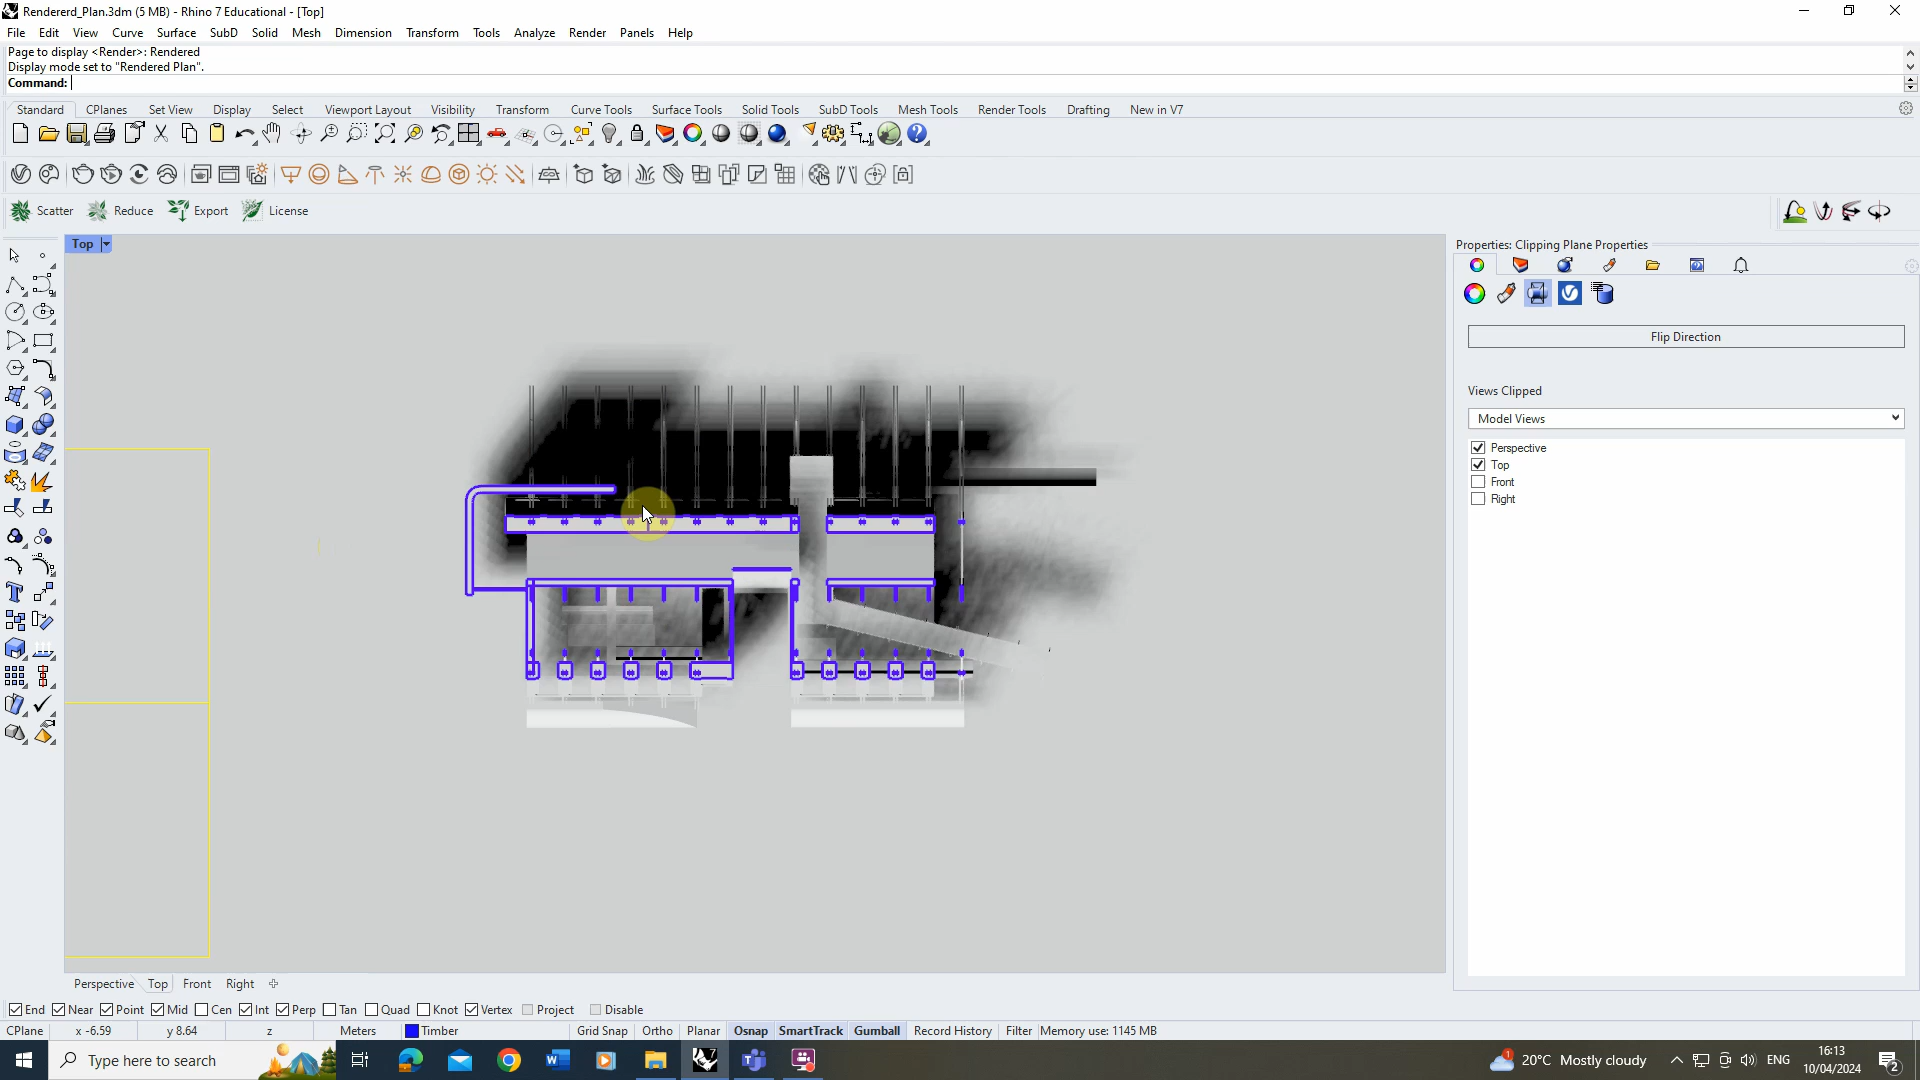 Rendererd_Plan.3dm (5 MB) - Rhino 7 Educational - [Top]
File Edit View Curve Surface SubD Solid Mesh Dimension Transform Tools Analyze Render Panels Help
Page to display <Render>: Rendered
Display mode set to "Rendered Plan".
Command:
Standard CPlanes Set View Display Select Viewport Layout Visibility Transform Curve Tools Surface Tools Solid Tools SubD Tools Mesh Tools Render Tools Drafting New in V7
Scatter Reduce Export License
Top
Properties: Clipping Plane Properties
Flip Direction
Views Clipped
Model Views
Perspective
Top
Front
Right
Perspective Top Front Right
End Near Point Mid Cen Int Perp Tan Quad Knot Vertex Project Disable
CPlane x -6.59 y 8.64 z Meters Timber Grid Snap Ortho Planar Osnap SmartTrack Gumball Record History Filter Memory use: 1145 MB
Type here to search
1
20°C Mostly cloudy
ENG
16:13
10/04/2024
2